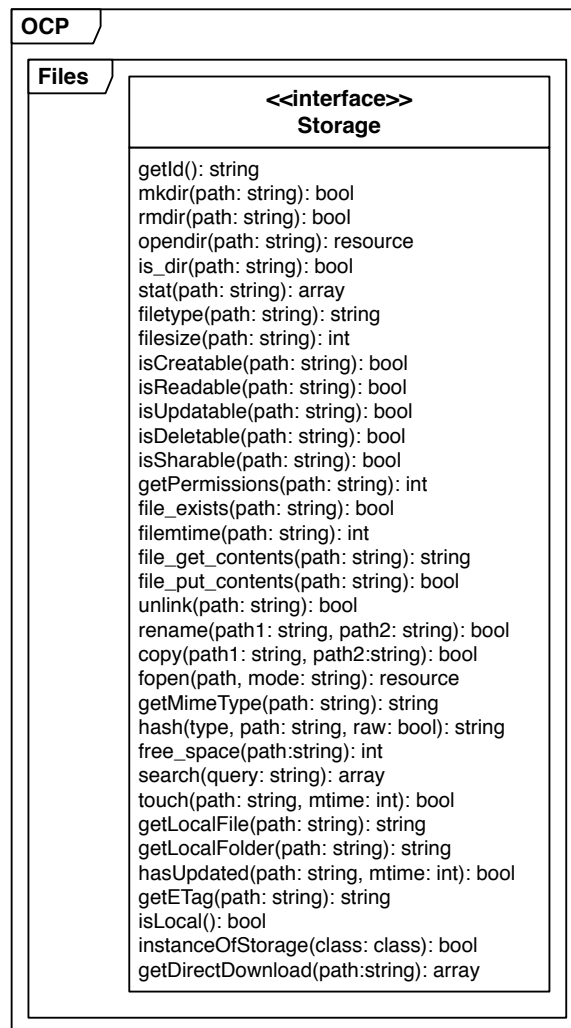 OCP
Files
<<interface>>
Storage
getId(): string
mkdir(path: string): bool
rmdir(path: string): bool
opendir(path: string): resource
is_dir(path: string): bool
stat(path: string): array
filetype(path: string): string
filesize(path: string): int
isCreatable(path: string): bool
isReadable(path: string): bool
isUpdatable(path: string): bool
isDeletable(path: string): bool
isSharable(path: string): bool
getPermissions(path: string): int
file_exists(path: string): bool
filemtime(path: string): int
file_get_contents(path: string): string
file_put_contents(path: string): bool
unlink(path: string): bool
rename(path1: string, path2: string): bool
copy(path1: string, path2:string): bool
fopen(path, mode: string): resource
getMimeType(path: string): string
hash(type, path: string, raw: bool): string
free_space(path:string): int
search(query: string): array
touch(path: string, mtime: int): bool
getLocalFile(path: string): string
getLocalFolder(path: string): string
hasUpdated(path: string, mtime: int): bool
getETag(path: string): string
isLocal(): bool
instanceOfStorage(class: class): bool
getDirectDownload(path:string): array